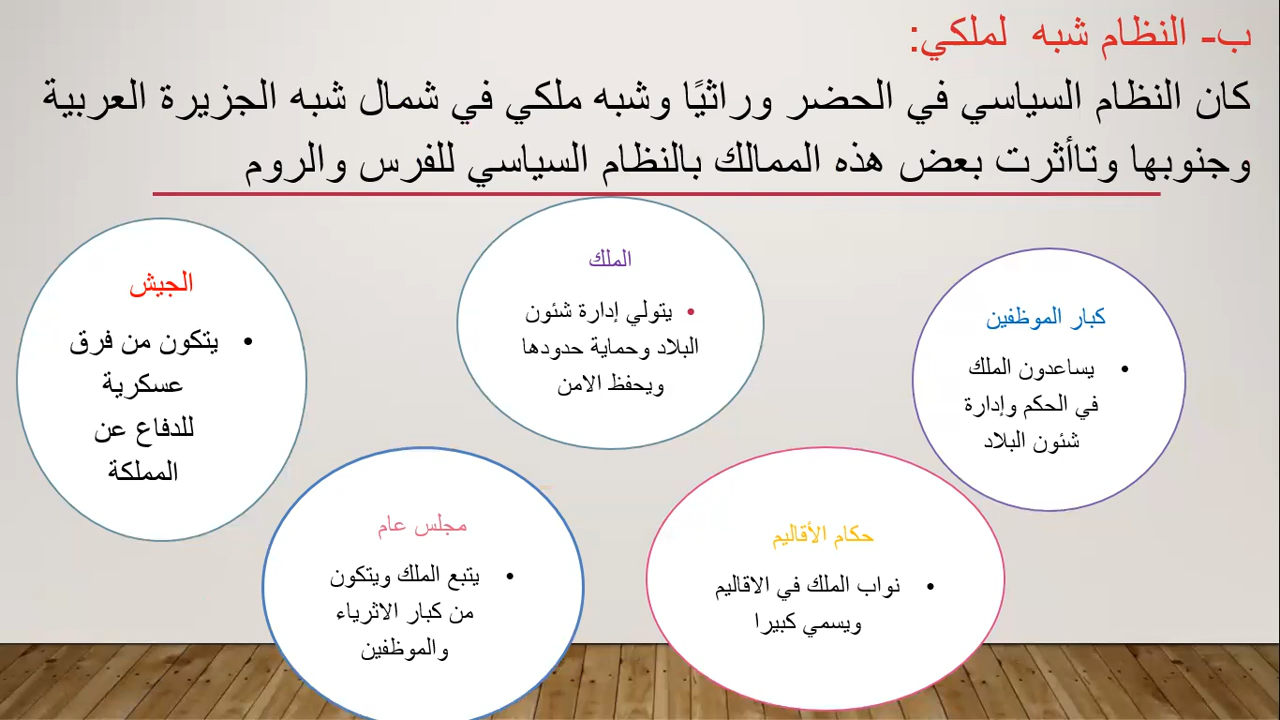 ب- النظام شبه لملكي:
كان النظام السياسي في الحضر وراثيًا وشبه ملكي في شمال شبه الجزيرة العربية
وجنوبها وتاأثرت بعض هذه الممالك بالنظام السياسي للفرس والروم
كبار الموظفين
• يساعدون الملك
في الحكم وإدارة
شئون البلاد
الملك
• يتولي إدارة شئون
البلاد وحماية حدودها
ويحفظ الامن
الجيش
• يتكون من فرق
عسكرية
للدفاع عن
المملكة
حكام الأقاليم
• نواب الملك في الاقاليم
ويسمي كبيرا
مجلس عام
• يتبع الملك ويتكون
من كبار الاثرياء
والموظفين